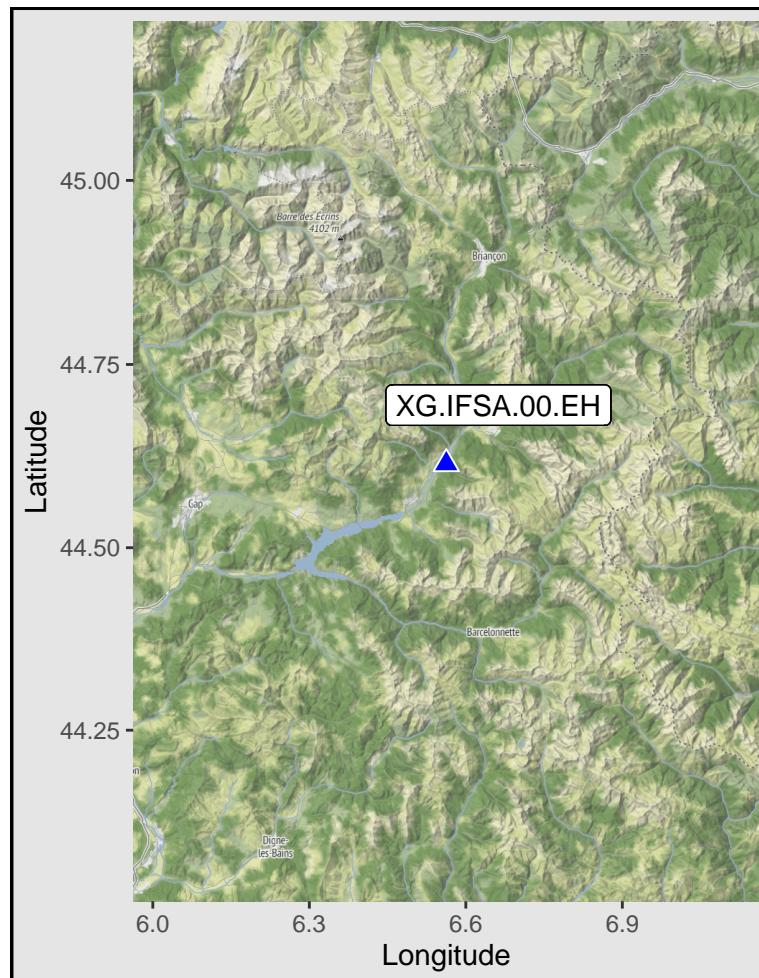 45.00
44.75
44.50
44.25
Latitude
Barre des Écrins
4102 m
Briançon
XG.IFSA.00.EH
Gap
Barcelonnette
Digne-
les-Bains
6.0
6.3
6.6
6.9
Longitude